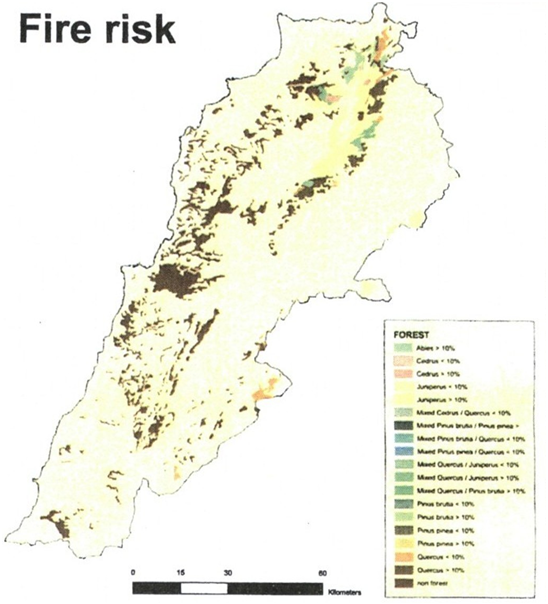 Fire risk
FOREST
Abies > 10%
Cedrus < 10%
Cedrus > 10%
Juniperus < 10%
Juniperus > 10%
Mixed Cedrus / Quercus < 10%
Mixed Pinus brutia / Pinus pinea >
Mixed Pinus brutia / Quercus < 10%
Mixed Pinus pinea / Quercus < 10%
Mixed Quercus / Juniperus < 10%
Mixed Quercus / Juniperus > 10%
Mixed Quercus / Pinus brutia > 10%
Pinus brutia < 10%
Pinus brutia > 10%
Pinus pinea < 10%
Pinus pinea > 10%
Quercus < 10%
Quercus > 10%
non forest
0 15 30 60
Kilometers